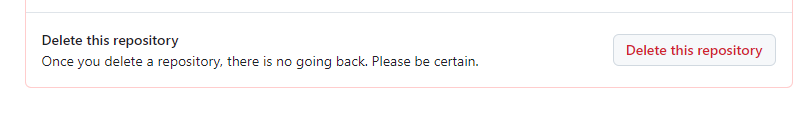 Delete this repository
Once you delete a repository, there is no going back. Please be certain.
Delete this repository